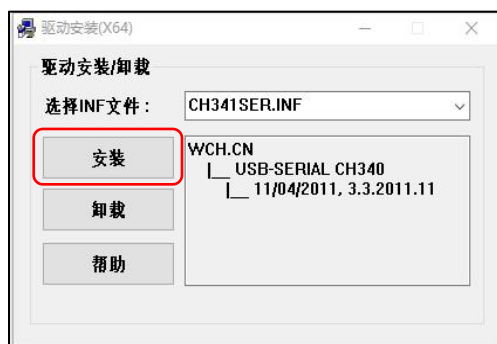 驱动安装(X64)
驱动安装/卸载
选择INF文件：
CH341SER.INF
安装
WCH.CN
|__ USB-SERIAL CH340
|__ 11/04/2011, 3.3.2011.11
卸载
帮助